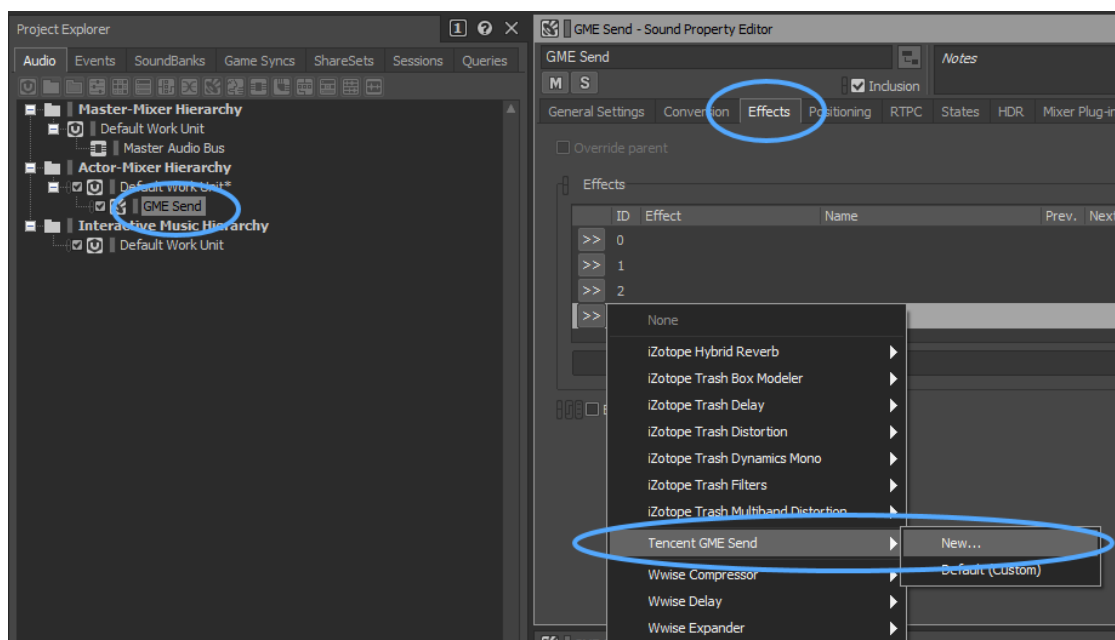 Project Explorer
1
Audio Events SoundBanks Game Syncs ShareSets Sessions Queries
Master-Mixer Hierarchy
Default Work Unit
Master Audio Bus
Actor-Mixer Hierarchy
Default Work Unit*
GME Send
Interactive Music Hierarchy
Default Work Unit
GME Send - Sound Property Editor
GME Send
Notes
M S
Inclusion
General Settings Conversion Effects Positioning RTPC States HDR Mixer Plug-in
Override parent
Effects
ID Effect Name Prev. Next
>> 0
>> 1
>> 2
>>
None
iZotope Hybrid Reverb
iZotope Trash Box Modeler
iZotope Trash Delay
iZotope Trash Distortion
iZotope Trash Dynamics Mono
iZotope Trash Filters
iZotope Trash Multiband Distortion
Tencent GME Send
New...
Default (Custom)
Wwise Compressor
Wwise Delay
Wwise Expander